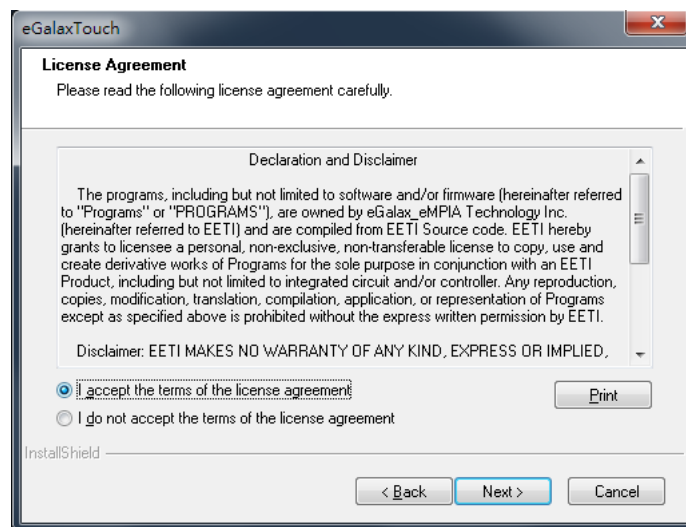 eGalaxTouch
License Agreement
Please read the following license agreement carefully.
Declaration and Disclaimer
The programs, including but not limited to software and/or firmware (hereinafter referred
to "Programs" or "PROGRAMS"), are owned by eGalax_eMPIA Technology Inc.
(hereinafter referred to EETI) and are compiled from EETI Source code. EETI hereby
grants to licensee a personal, non-exclusive, non-transferable license to copy, use and
create derivative works of Programs for the sole purpose in conjunction with an EETI
Product, including but not limited to integrated circuit and/or controller. Any reproduction,
copies, modification, translation, compilation, application, or representation of Programs
except as specified above is prohibited without the express written permission by EETI.
Disclaimer: EETI MAKES NO WARRANTY OF ANY KIND, EXPRESS OR IMPLIED,
I accept the terms of the license agreement
Print
I do not accept the terms of the license agreement
InstallShield
< Back
Next >
Cancel